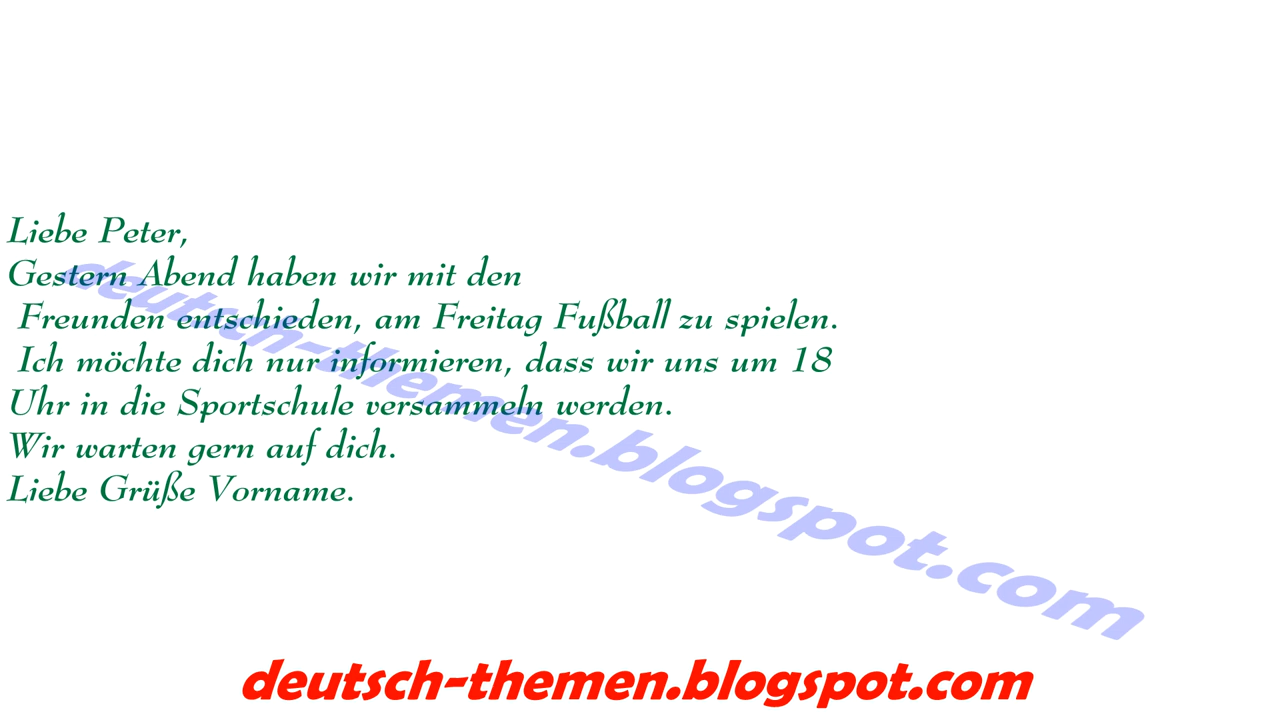 Liebe Peter,
Gestern Abend haben wir mit den
Freunden entschieden, am Freitag Fußball zu spielen.
Ich möchte dich nur informieren, dass wir uns um 18
Uhr in die Sportschule versammeln werden.
Wir warten gern auf dich.
Liebe Grüße Vorname.
deutsch-themen.blogspot.com
deutsch-themen.blogspot.com